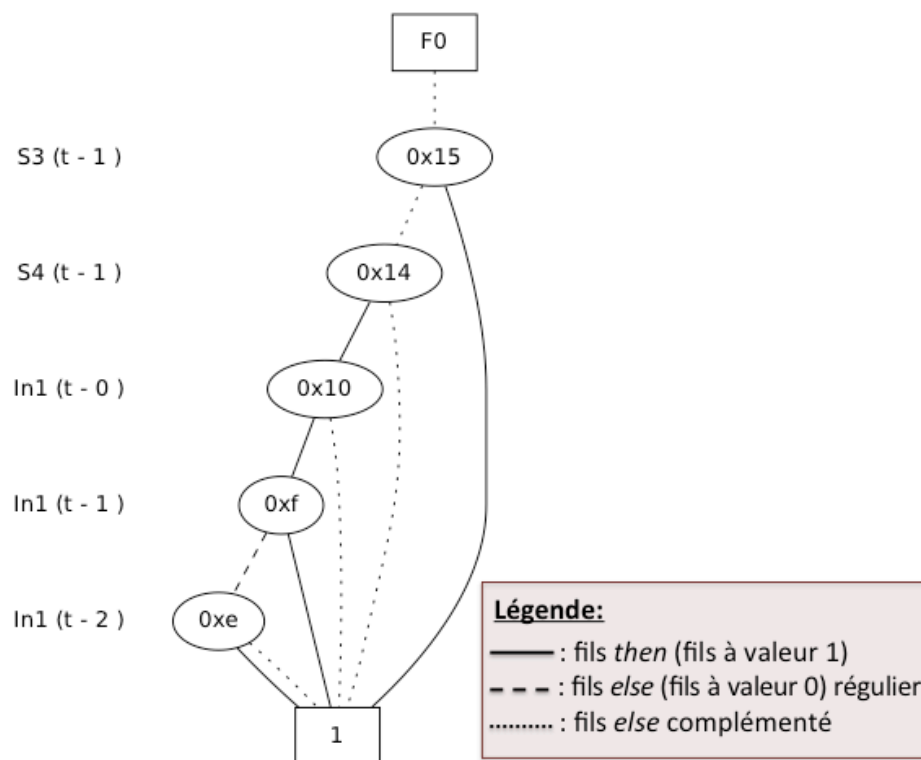 F0
S3 (t - 1 )
0x15
S4 (t - 1 )
0x14
In1 (t - 0 )
0x10
In1 (t - 1 )
0xf
In1 (t - 2 )
0xe
1
Légende:
: fils then (fils à valeur 1)
: fils else (fils à valeur 0) régulier
: fils else complémenté